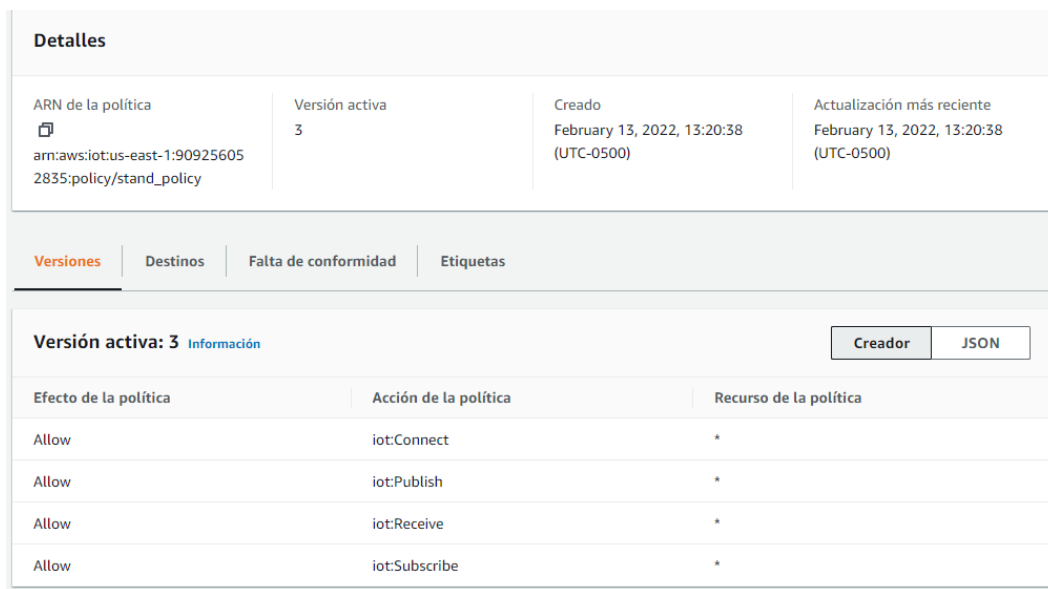 Detalles
ARN de la política
arn:aws:iot:us-east-1:90925605
2835:policy/stand_policy
Versión activa
3
Creado
February 13, 2022, 13:20:38
(UTC-0500)
Actualización más reciente
February 13, 2022, 13:20:38
(UTC-0500)
Versiones Destinos Falta de conformidad Etiquetas
Versión activa: 3 Información Creador JSON
Efecto de la política Acción de la política Recurso de la política
Allow iot:Connect *
Allow iot:Publish *
Allow iot:Receive *
Allow iot:Subscribe *